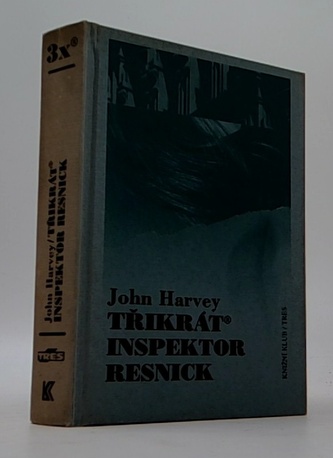 3x®
John Harvey/TŘIKRÁT®
INSPEKTOR RESNICK
TRES
K
John Harvey
TŘIKRÁT®
INSPEKTOR
RESNICK
KNIŽNÍ KLUB / TRES